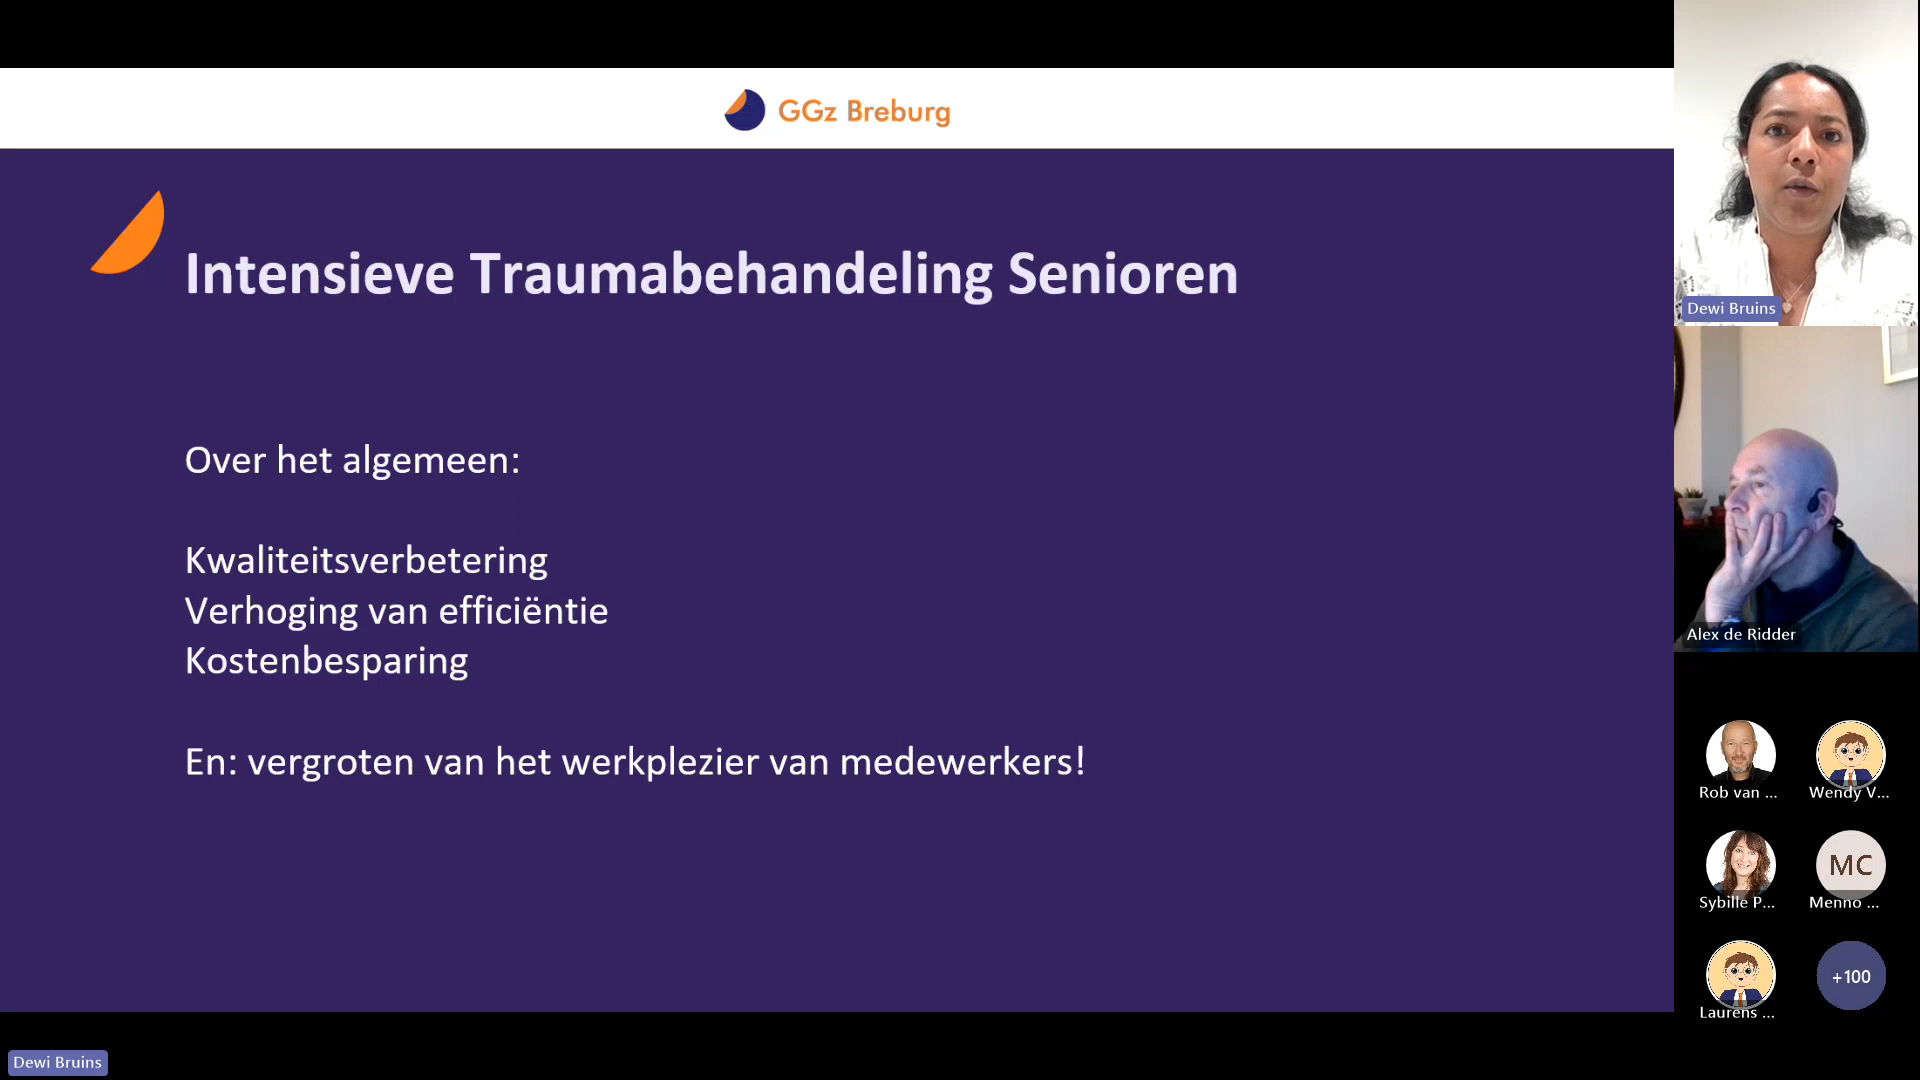 GGz Breburg
Intensieve Traumabehandeling Senioren
Over het algemeen:
Kwaliteitsverbetering
Verhoging van efficiëntie
Kostenbesparing
En: vergroten van het werkplezier van medewerkers!
Dewi Bruins
Alex de Ridder
Rob van ...
Wendy V...
Sybille P...
MC
Menno ...
Laurens ...
+100
Dewi Bruins